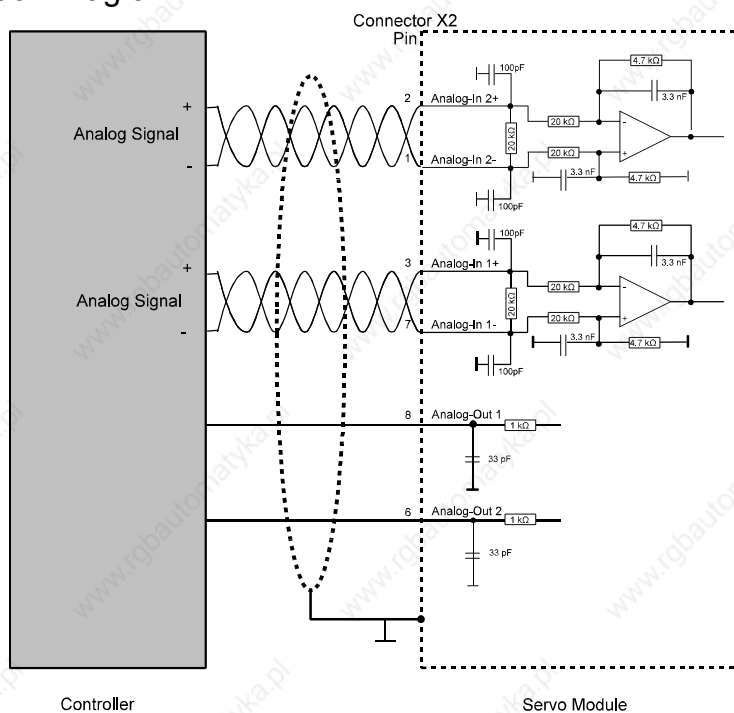 Connector X2
Pin
Analog Signal
+
-
2
1
Analog-In 2+
Analog-In 2-
100pF
20 kΩ
100pF
20 kΩ
20 kΩ
4.7 kΩ
3.3 nF
-
+
3.3 nF
4.7 kΩ
Analog Signal
+
-
3
7
Analog-In 1+
Analog-In 1-
100pF
20 kΩ
100pF
20 kΩ
20 kΩ
4.7 kΩ
3.3 nF
-
+
3.3 nF
4.7 kΩ
8
Analog-Out 1
1 kΩ
33 pF
6
Analog-Out 2
1 kΩ
33 pF
Controller
Servo Module
www.rgbautomatyka.pl